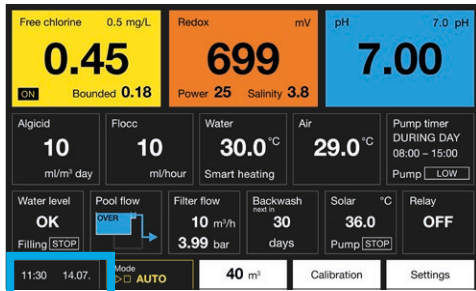 Free chlorine 0.5 mg/L
0.45
ON Bounded 0.18
Redox mV
699
Power 25 Salinity 3.8
pH 7.0 pH
7.00
Algicid
10
ml/m³ day
Flocc
10
ml/hour
Water
30.0°C
Smart heating
Air
29.0°C
Pump timer
DURING DAY
08:00 – 15:00
Pump LOW
Water level
OK
Filling STOP
Pool flow
OVER
Filter flow
10 m³/h
3.99 bar
Backwash
next in
30
days
Solar °C
36.0
Pump STOP
Relay
OFF
11:30 14.07.
Mode
AUTO
40 m³
Calibration
Settings